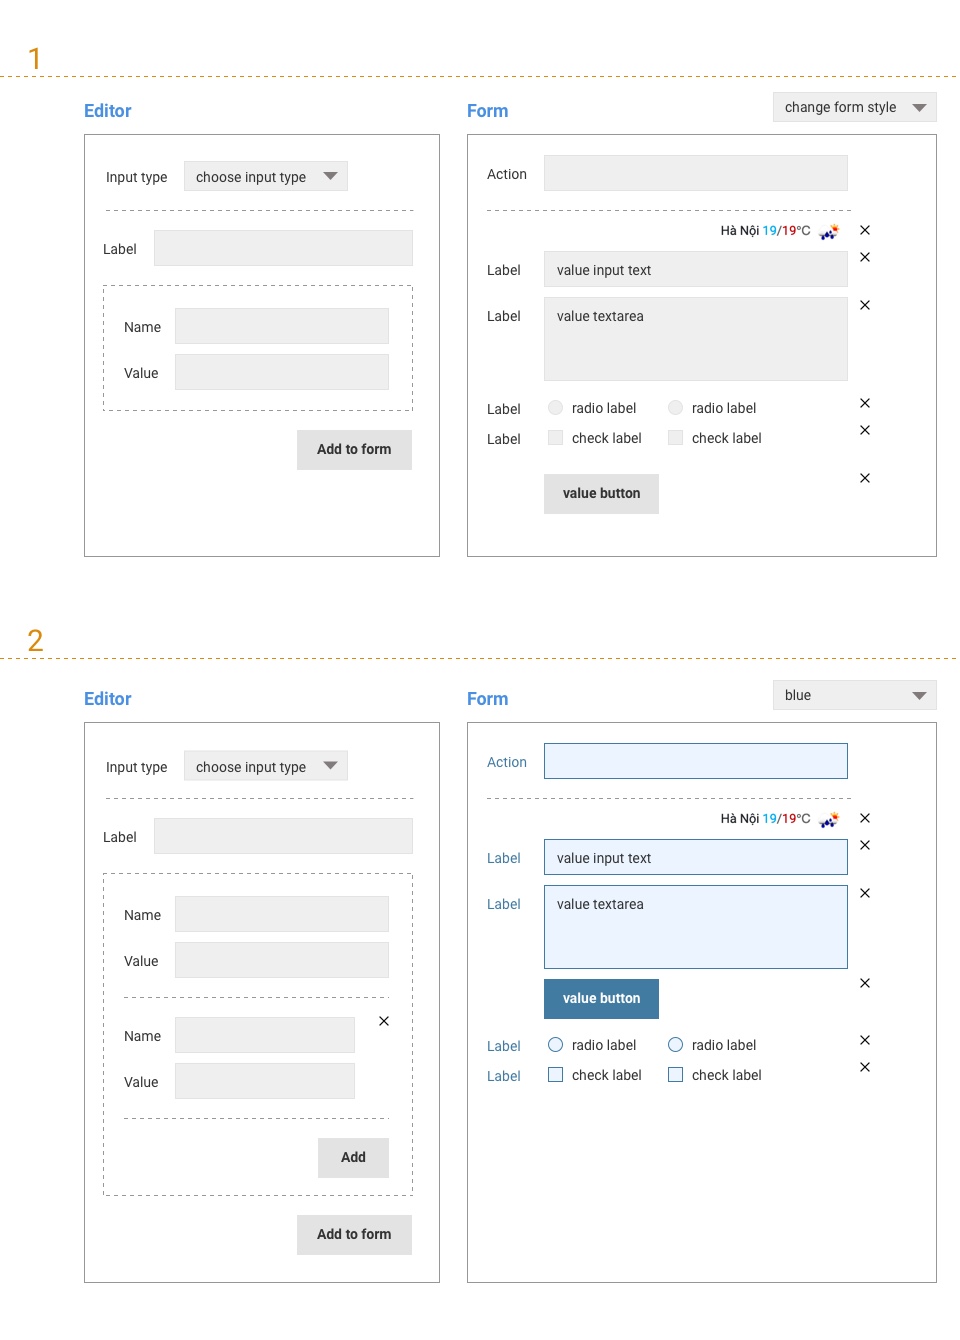 1
Editor
Form
change form style
Input type
choose input type
Label
Name
Value
Add to form
Action
Hà Nội 19/19°C
Label
value input text
Label
value textarea
Label
radio label
radio label
Label
check label
check label
value button
2
Editor
Form
blue
Input type
choose input type
Label
Name
Value
Name
Value
Add
Add to form
Action
Hà Nội 19/19°C
Label
value input text
Label
value textarea
value button
Label
radio label
radio label
Label
check label
check label